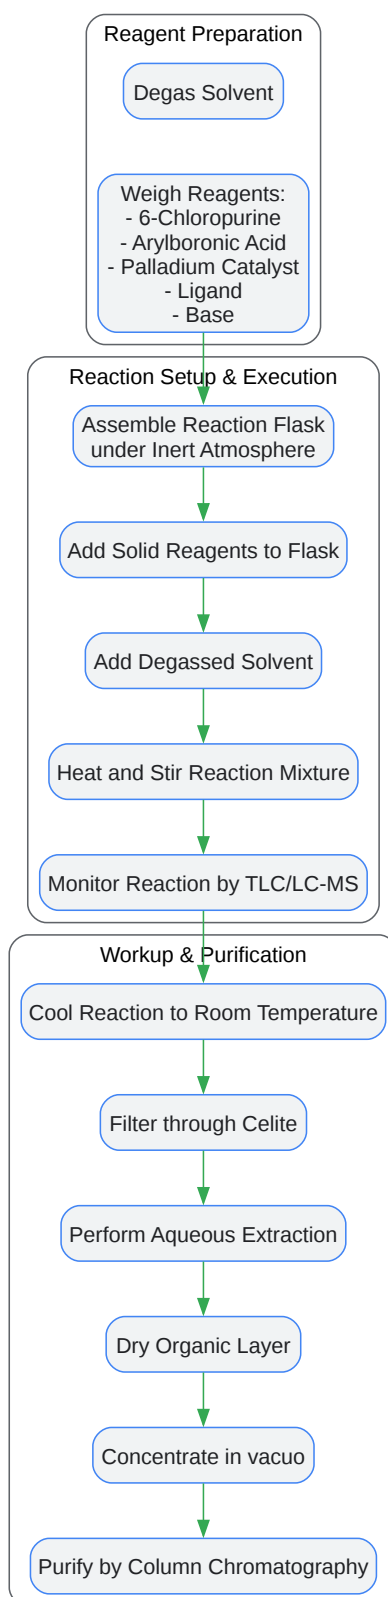 Reagent Preparation
Degas Solvent
Weigh Reagents:
- 6-Chloropurine
- Arylboronic Acid
- Palladium Catalyst
- Ligand
- Base
Reaction Setup & Execution
Assemble Reaction Flask
under Inert Atmosphere
Add Solid Reagents to Flask
Add Degassed Solvent
Heat and Stir Reaction Mixture
Monitor Reaction by TLC/LC-MS
Workup & Purification
Cool Reaction to Room Temperature
Filter through Celite
Perform Aqueous Extraction
Dry Organic Layer
Concentrate in vacuo
Purify by Column Chromatography